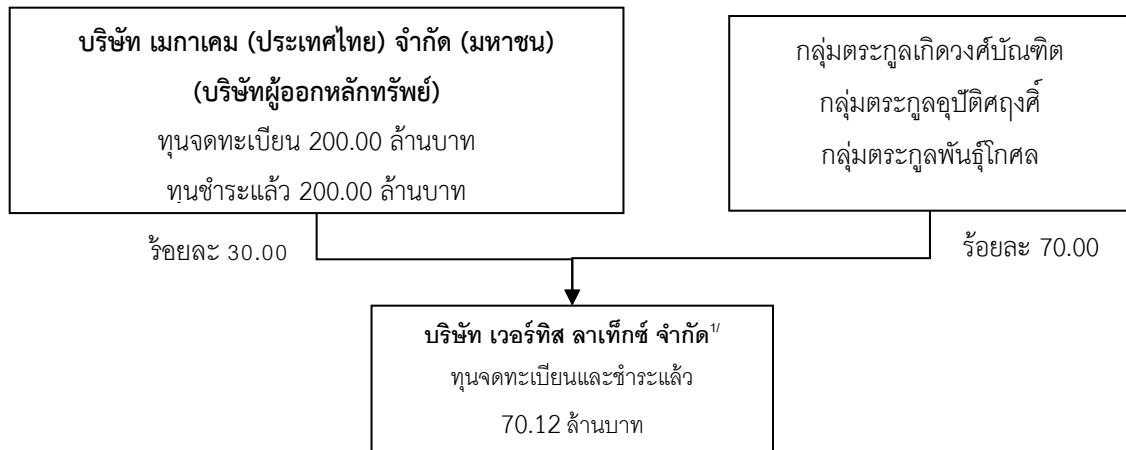 บริษัท เมกาเคม (ประเทศไทย) จำกัด (มหาชน)
(บริษัทผู้ออกหลักทรัพย์)
ทุนจดทะเบียน 200.00 ล้านบาท
ทุนชำระแล้ว 200.00 ล้านบาท
กลุ่มตระกูลเกิดวงศ์บัณฑิต
กลุ่มตระกูลอุปัติศฤงศิ์
กลุ่มตระกูลพันธุ์โกศล
ร้อยละ 30.00
ร้อยละ 70.00
บริษัท เวอร์ทิส ลาเท็กซ์ จำกัด1/
ทุนจดทะเบียนและชำระแล้ว
70.12 ล้านบาท